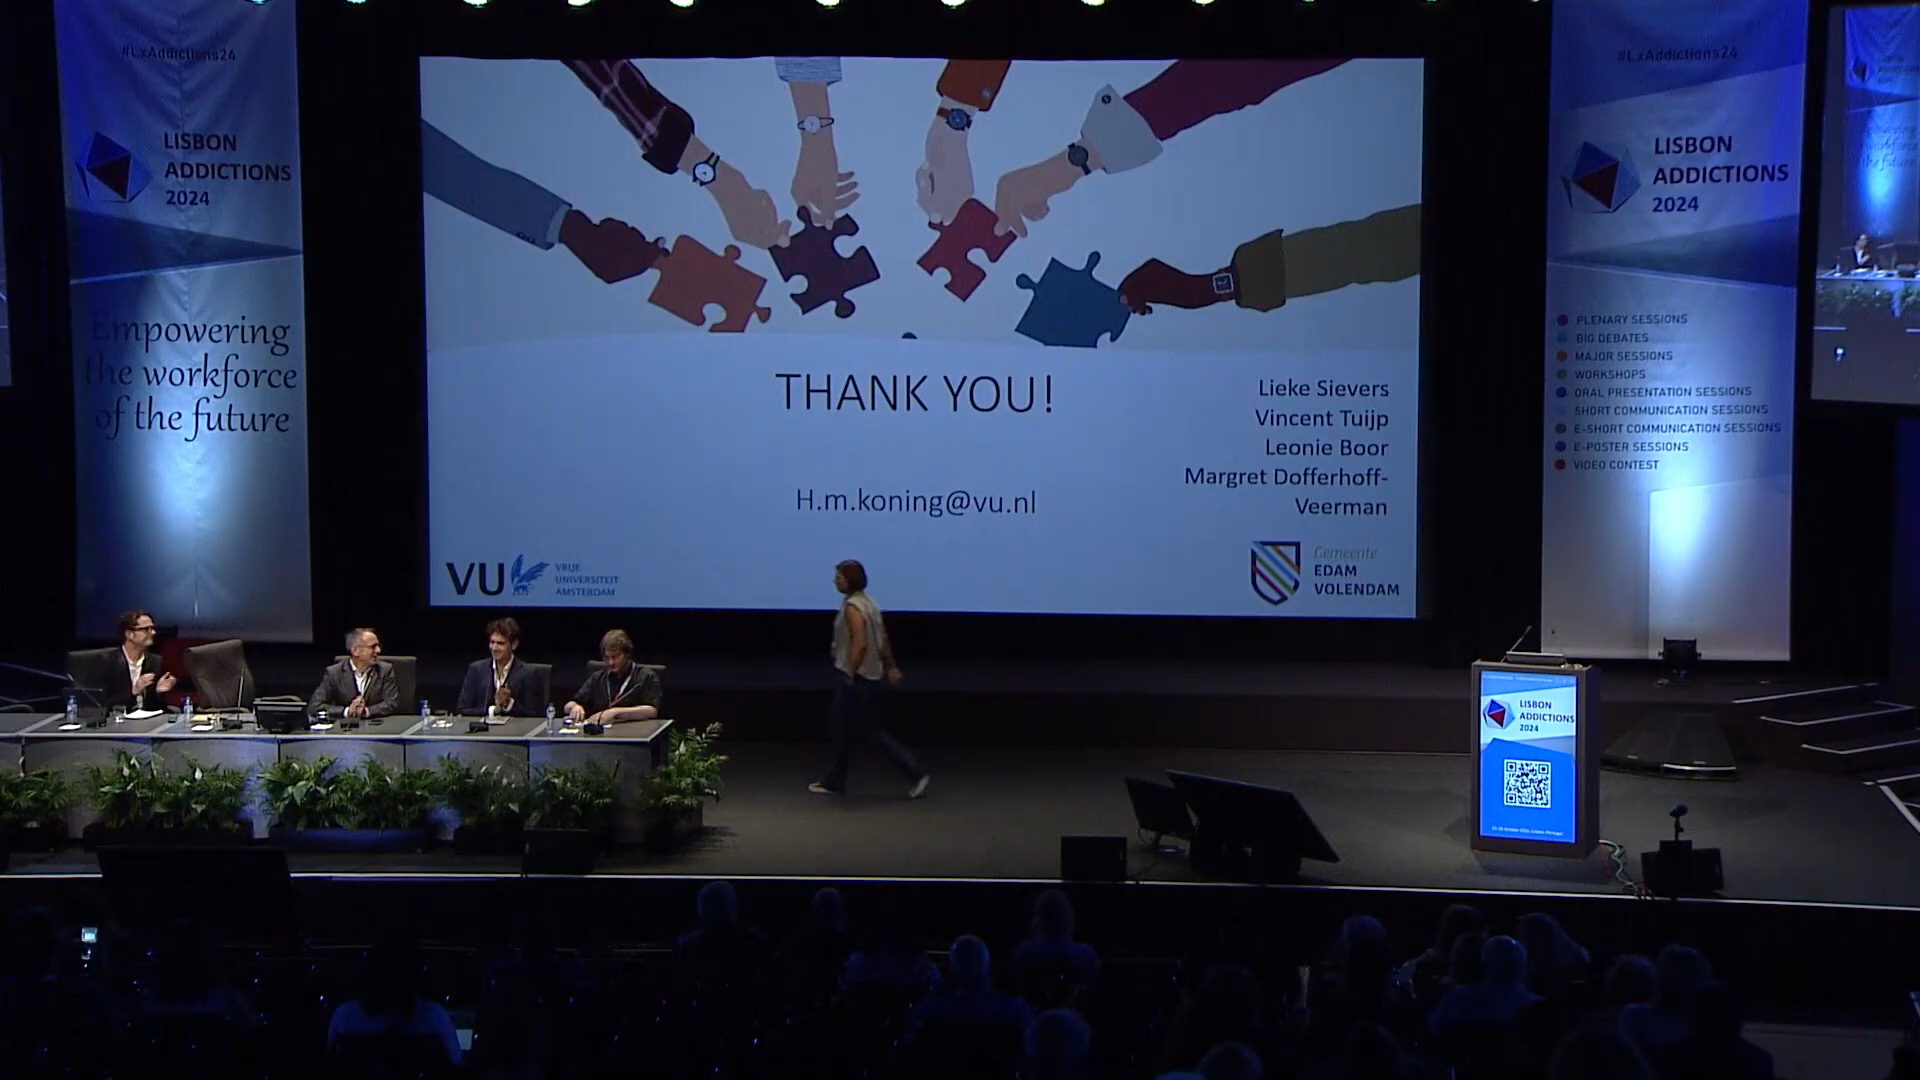 #LxAddictions24
LISBON
ADDICTIONS
2024
Empowering
the workforce
of the future
THANK YOU!
H.m.koning@vu.nl
Lieke Sievers
Vincent Tuijp
Leonie Boor
Margret Dofferhoff-
Veerman
VU
VRIJE
UNIVERSITEIT
AMSTERDAM
Gemeente
EDAM
VOLENDAM
#LxAddictions24
LISBON
ADDICTIONS
2024
PLENARY SESSIONS
BIG DEBATES
MAJOR SESSIONS
WORKSHOPS
ORAL PRESENTATION SESSIONS
SHORT COMMUNICATION SESSIONS
E-SHORT COMMUNICATION SESSIONS
E-POSTER SESSIONS
VIDEO CONTEST
LISBON
ADDICTIONS
2024